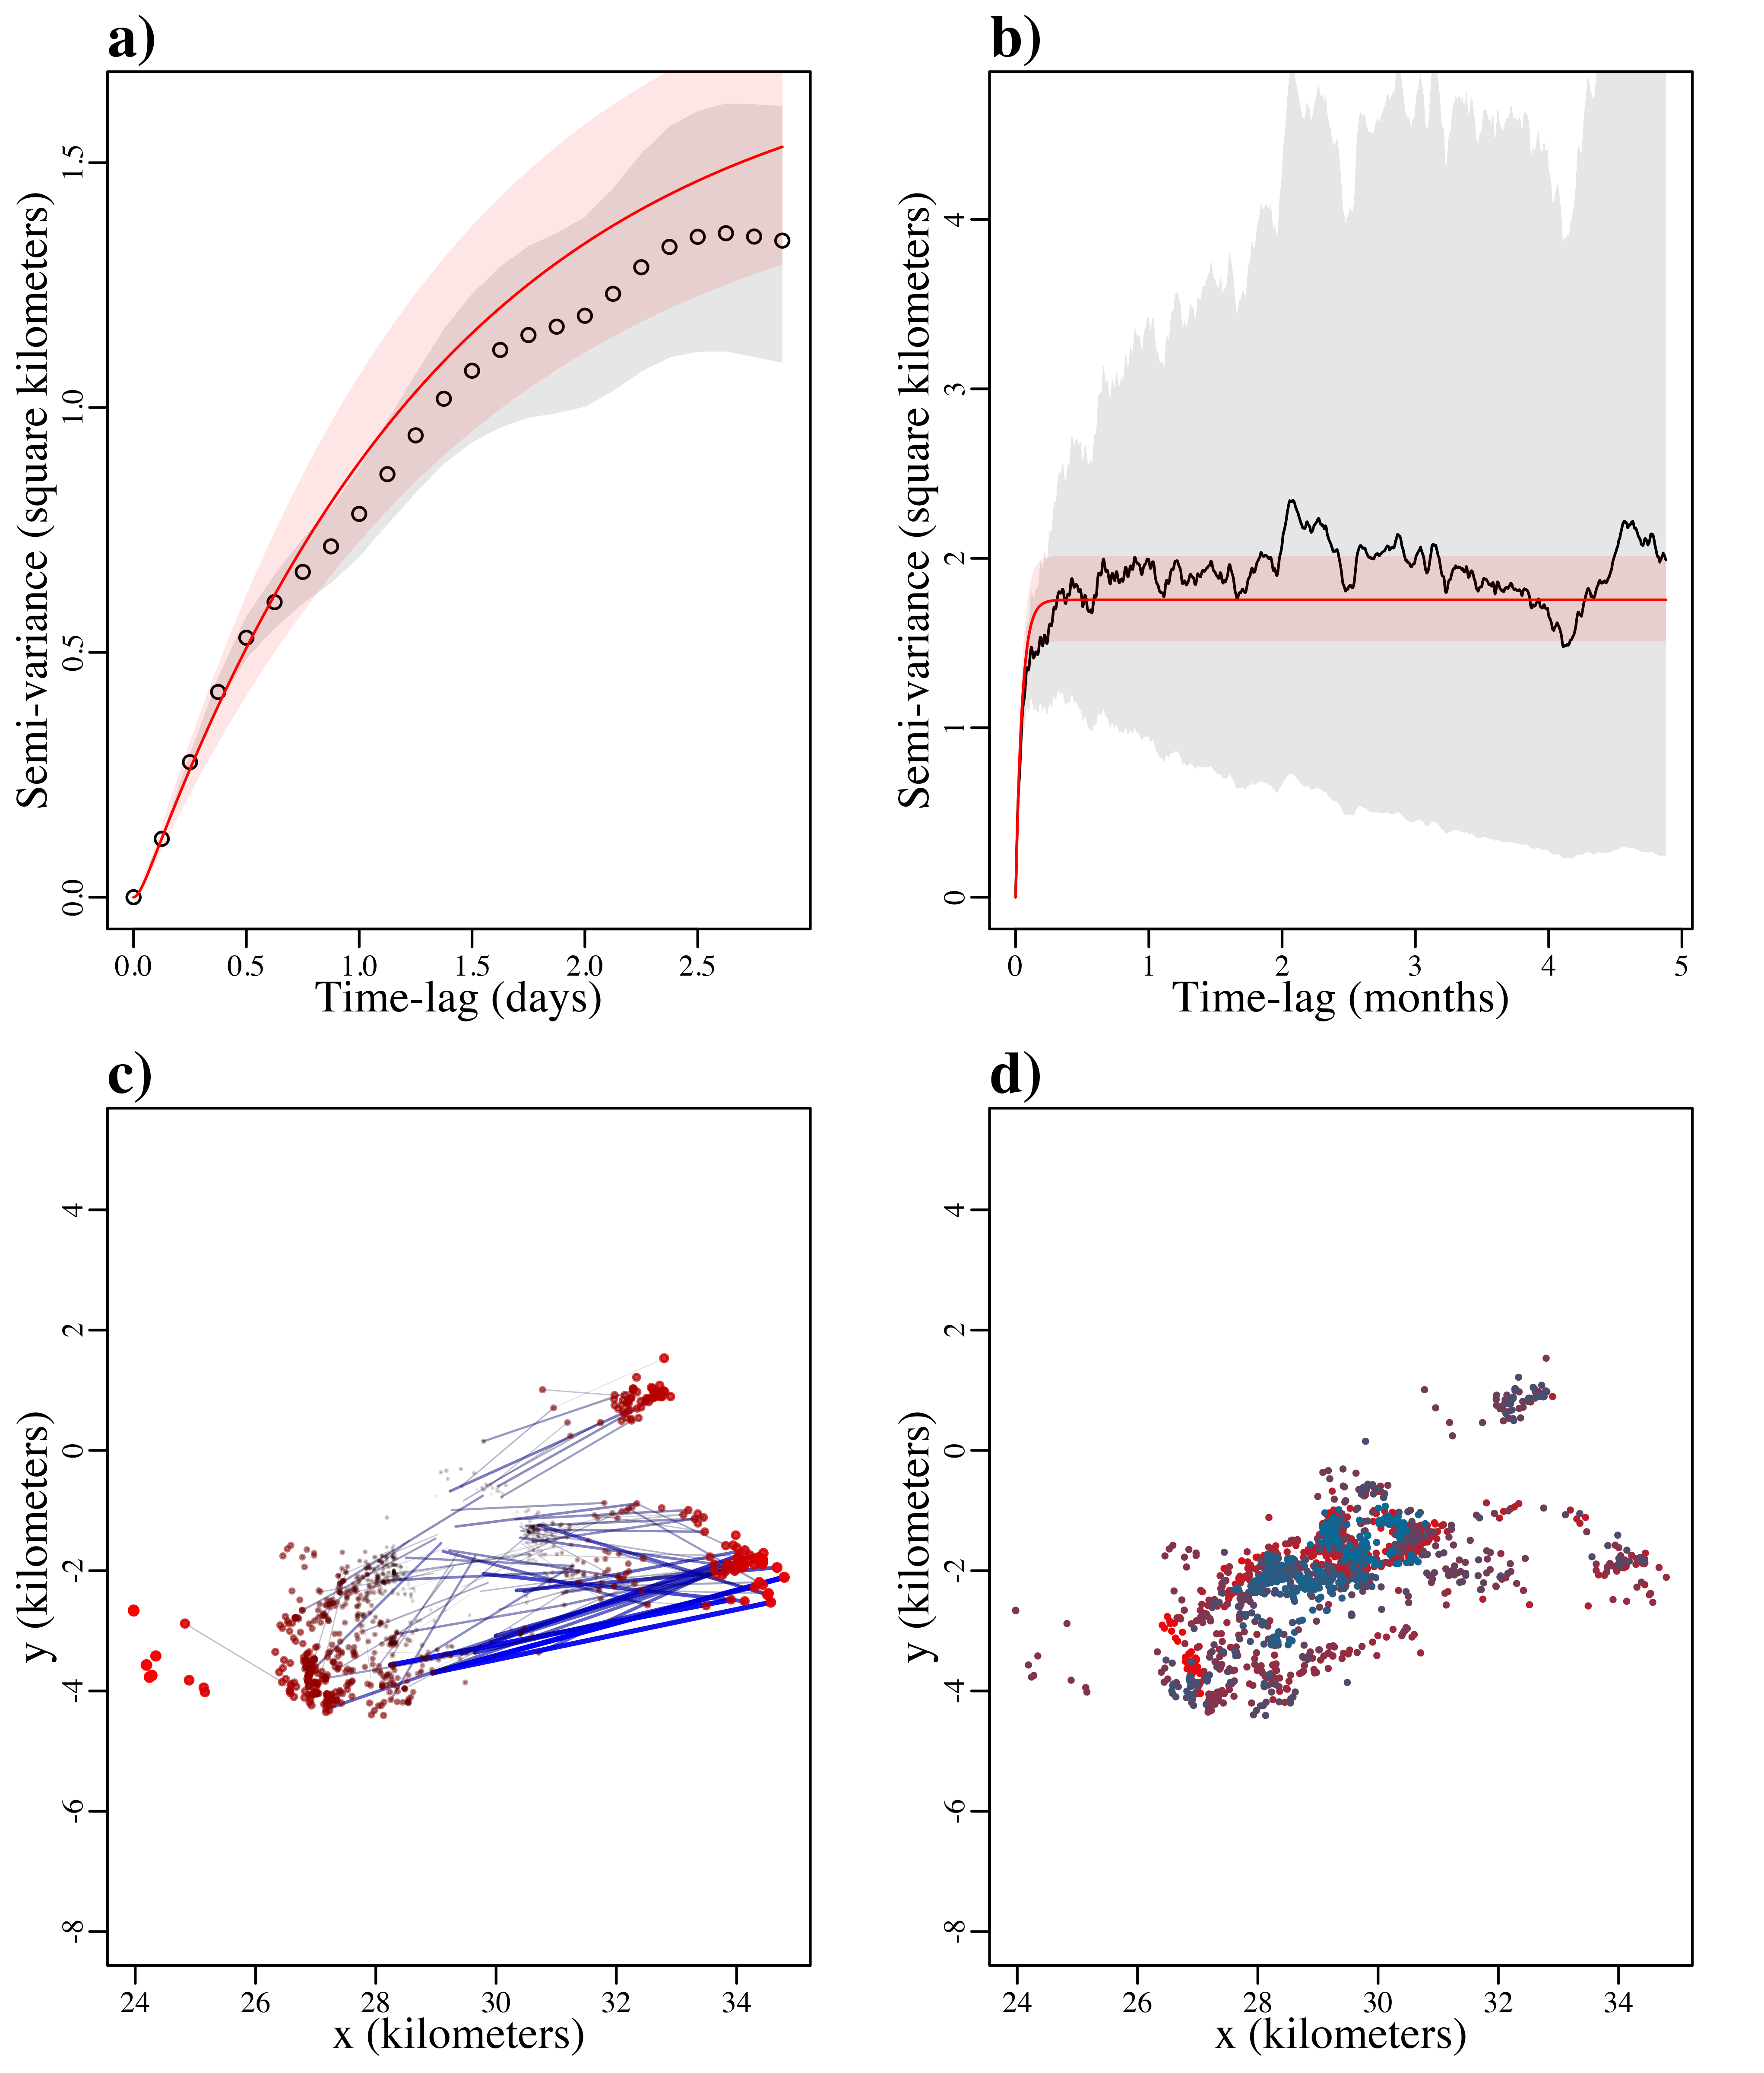 a)
Semi-variance (square kilometers)
1.5
1.0
0.5
0.0
0.0 0.5 1.0 1.5 2.0 2.5
Time-lag (days)
b)
Semi-variance (square kilometers)
4
3
2
1
0
0 1 2 3 4 5
Time-lag (months)
c)
y (kilometers)
4
2
0
-2
-4
-6
-8
24 26 28 30 32 34
x (kilometers)
d)
y (kilometers)
4
2
0
-2
-4
-6
-8
24 26 28 30 32 34
x (kilometers)